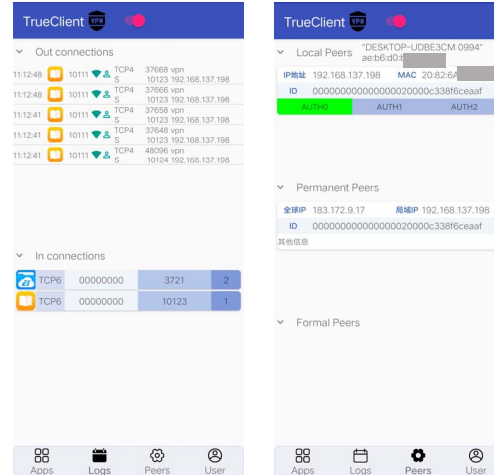 TrueClient VPN
Out connections
11:12:48 10111 TCP4 37668 vpn
S 10123 192.168.137.198
11:12:48 10111 TCP4 37666 vpn
S 10123 192.168.137.198
11:12:41 10111 TCP4 37658 vpn
S 10123 192.168.137.198
11:12:41 10111 TCP4 37648 vpn
S 10123 192.168.137.198
11:12:41 10111 TCP4 48096 vpn
S 10124 192.168.137.198
In connections
TCP6 00000000 3721 2
TCP6 00000000 10123 1
Apps Logs Peers User
TrueClient VPN
Local Peers "DESKTOP-UDBE3CM 0994"
ae:b6:d0:
IP地址 192.168.137.198 MAC 20:82:6A
ID 00000000000000020000c338f6ceaaf
AUTH0 AUTH1 AUTH2
Permanent Peers
全球IP 183.172.9.17 局域IP 192.168.137.198
ID 00000000000000020000c338f6ceaaf
其他信息
Formal Peers
Apps Logs Peers User